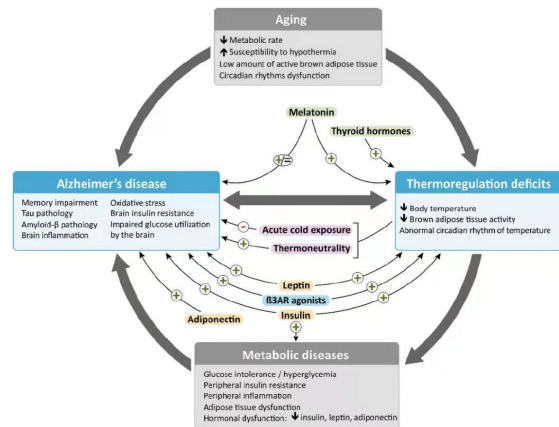 Aging
↓ Metabolic rate
↑ Susceptibility to hypothermia
Low amount of active brown adipose tissue
Circadian rhythms dysfunction
Melatonin
Thyroid hormones
+/=
+
+
Alzheimer's disease
Memory impairment
Tau pathology
Amyloid-β pathology
Brain inflammation
Oxidative stress
Brain insulin resistance
Impaired glucose utilization
by the brain
Thermoregulation deficits
↓ Body temperature
↓ Brown adipose tissue activity
Abnormal circadian rhythm of temperature
− Acute cold exposure
+ Thermoneutrality
+ Leptin +
+ ß3AR agonists +
+ Insulin +
+ Adiponectin
+
Metabolic diseases
Glucose intolerance / hyperglycemia
Peripheral insulin resistance
Peripheral inflammation
Adipose tissue dysfunction
Hormonal dysfunction: ↓ insulin, leptin, adiponectin